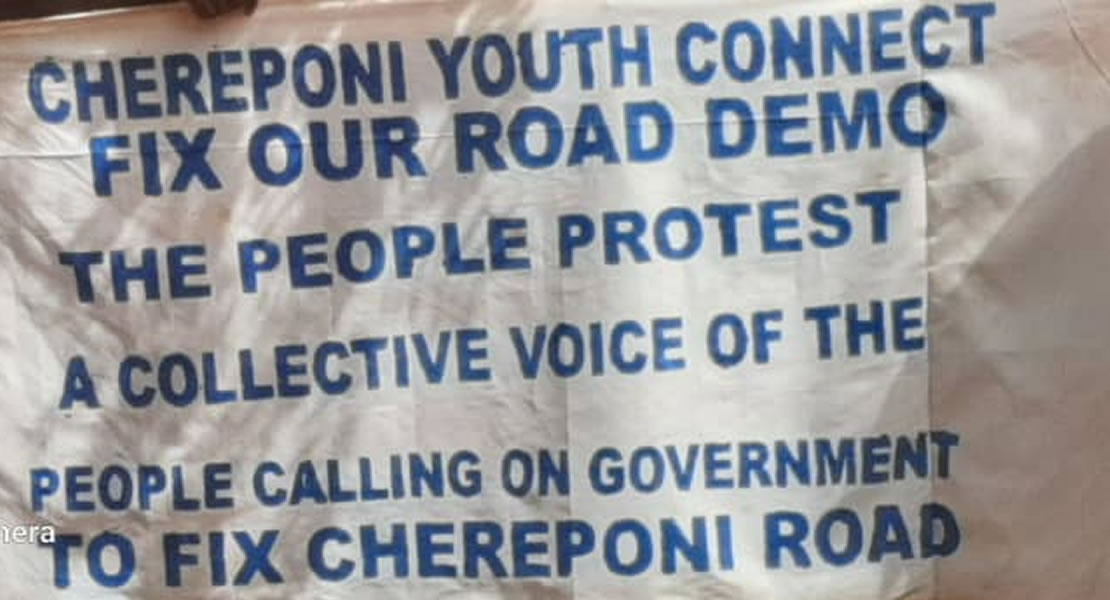 CHEREPONI YOUTH CONNECT
FIX OUR ROAD DEMO
THE PEOPLE PROTEST
A COLLECTIVE VOICE OF THE
PEOPLE CALLING ON GOVERNMENT
TO FIX CHEREPONI ROAD